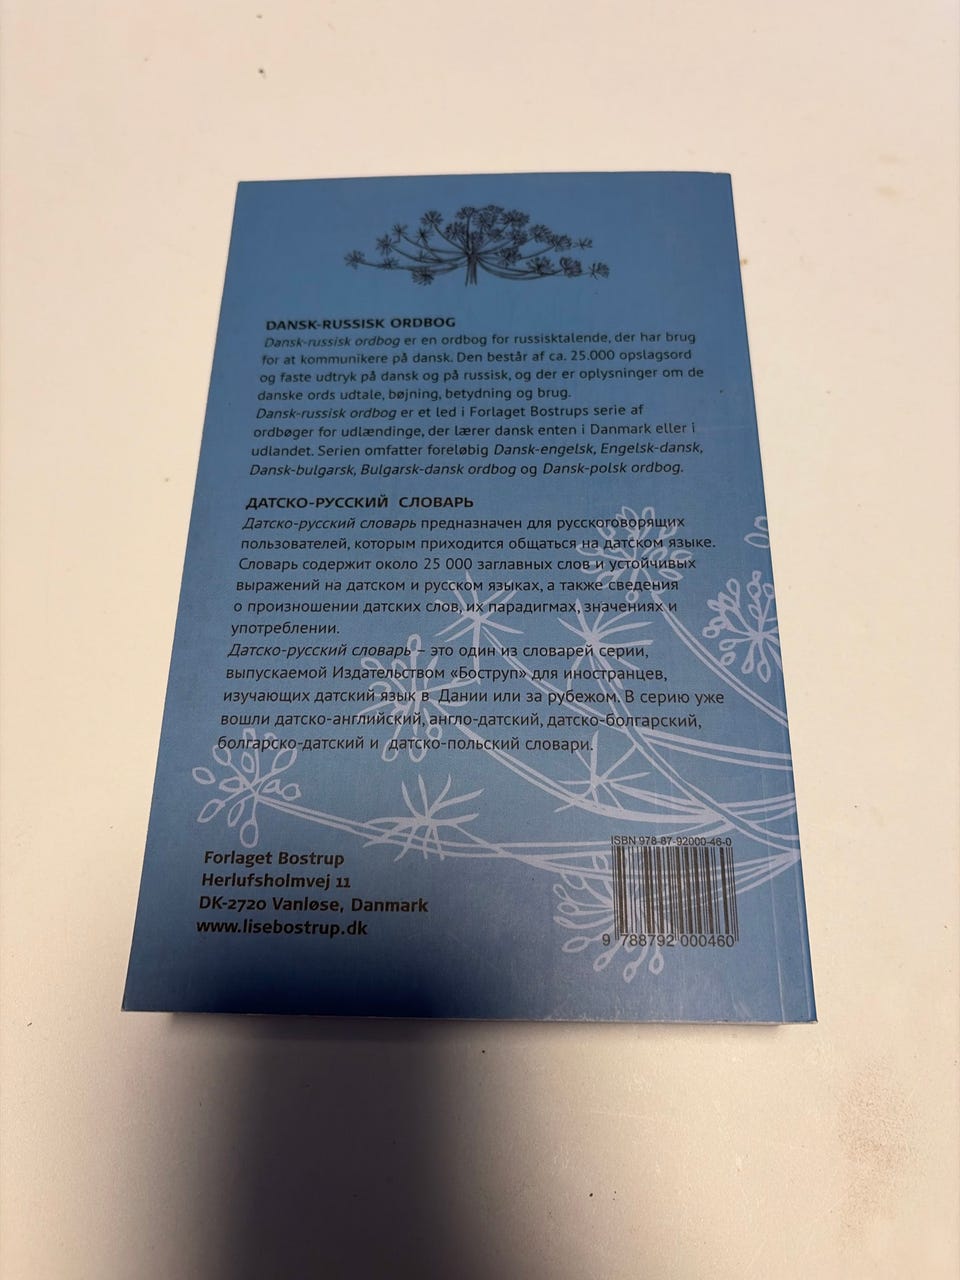 DANSK-RUSSISK ORDBOG
Dansk-russisk ordbog er en ordbog for russisktalende, der har brug
for at kommunikere på dansk. Den består af ca. 25.000 opslagsord
og faste udtryk på dansk og på russisk, og der er oplysninger om de
danske ords udtale, bøjning, betydning og brug.
Dansk-russisk ordbog er et led i Forlaget Bostrups serie af
ordbøger for udlændinge, der lærer dansk enten i Danmark eller i
udlandet. Serien omfatter foreløbig Dansk-engelsk, Engelsk-dansk,
Dansk-bulgarsk, Bulgarsk-dansk ordbog og Dansk-polsk ordbog.
ДАТСКО-РУССКИЙ СЛОВАРЬ
Датско-русский словарь предназначен для русскоговорящих
пользователей, которым приходится общаться на датском языке.
Словарь содержит около 25 000 заглавных слов и устойчивых
выражений на датском и русском языках, а также сведения
о произношении датских слов, их парадигмах, значениях и
употреблении.
Датско-русский словарь – это один из словарей серии,
выпускаемой Издательством «Боструп» для иностранцев,
изучающих датский язык в Дании или за рубежом. В серию уже
вошли датско-английский, англо-датский, датско-болгарский,
болгарско-датский и датско-польский словари.
Forlaget Bostrup
Herlufsholmvej 11
DK-2720 Vanløse, Danmark
www.lisebostrup.dk
ISBN 978-87-92000-46-0
9 788792 000460